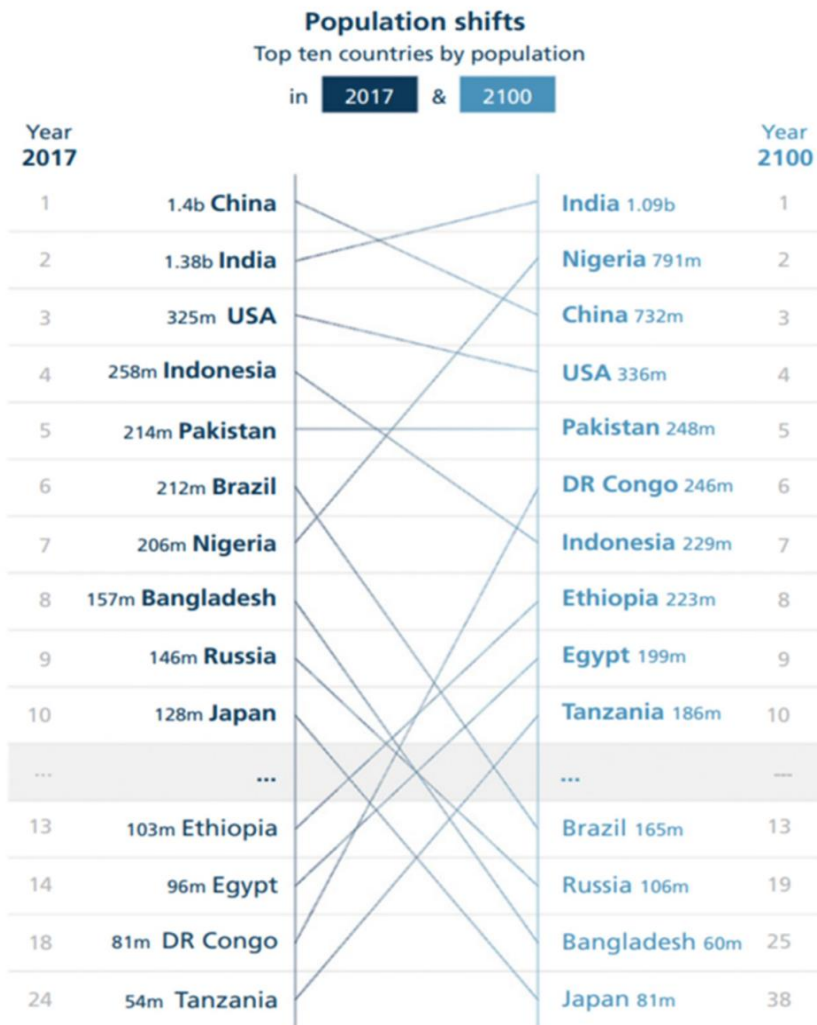 Population shifts
Top ten countries by population
in 2017 & 2100
Year Year
2017 2100
1 1.4b China India 1.09b 1
2 1.38b India Nigeria 791m 2
3 325m USA China 732m 3
4 258m Indonesia USA 336m 4
5 214m Pakistan Pakistan 248m 5
6 212m Brazil DR Congo 246m 6
7 206m Nigeria Indonesia 229m 7
8 157m Bangladesh Ethiopia 223m 8
9 146m Russia Egypt 199m 9
10 128m Japan Tanzania 186m 10
... ... ... ---
13 103m Ethiopia Brazil 165m 13
14 96m Egypt Russia 106m 19
18 81m DR Congo Bangladesh 60m 25
24 54m Tanzania Japan 81m 38